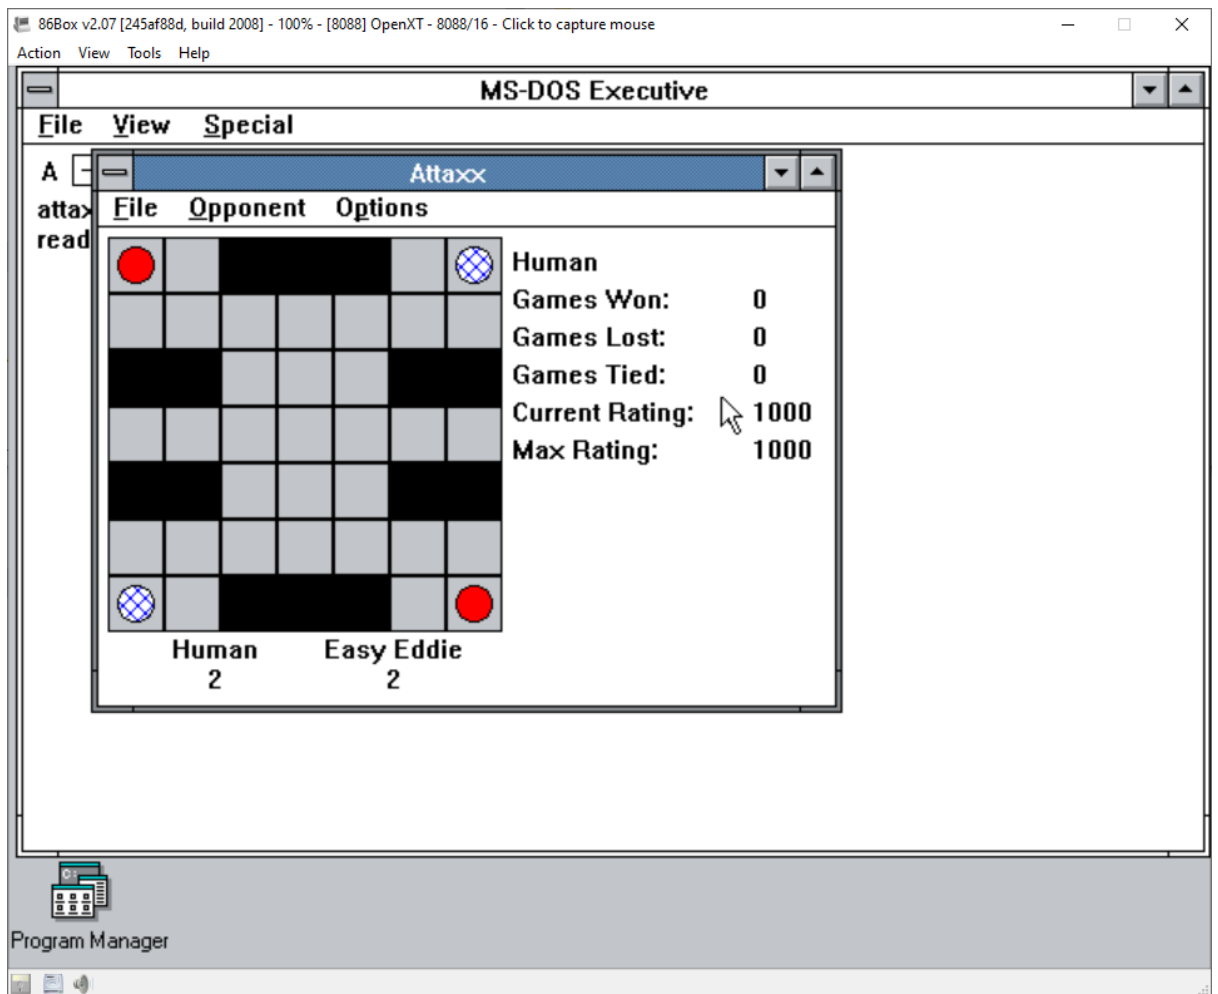 86Box v2.07 [245af88d, build 2008] - 100% - [8088] OpenXT - 8088/16 - Click to capture mouse
Action View Tools Help
MS-DOS Executive
File View Special
A
Attaxx
attax
File Opponent Options
read
Human
Games Won: 0
Games Lost: 0
Games Tied: 0
Current Rating: 1000
Max Rating: 1000
Human Easy Eddie
2 2
C:
Program Manager